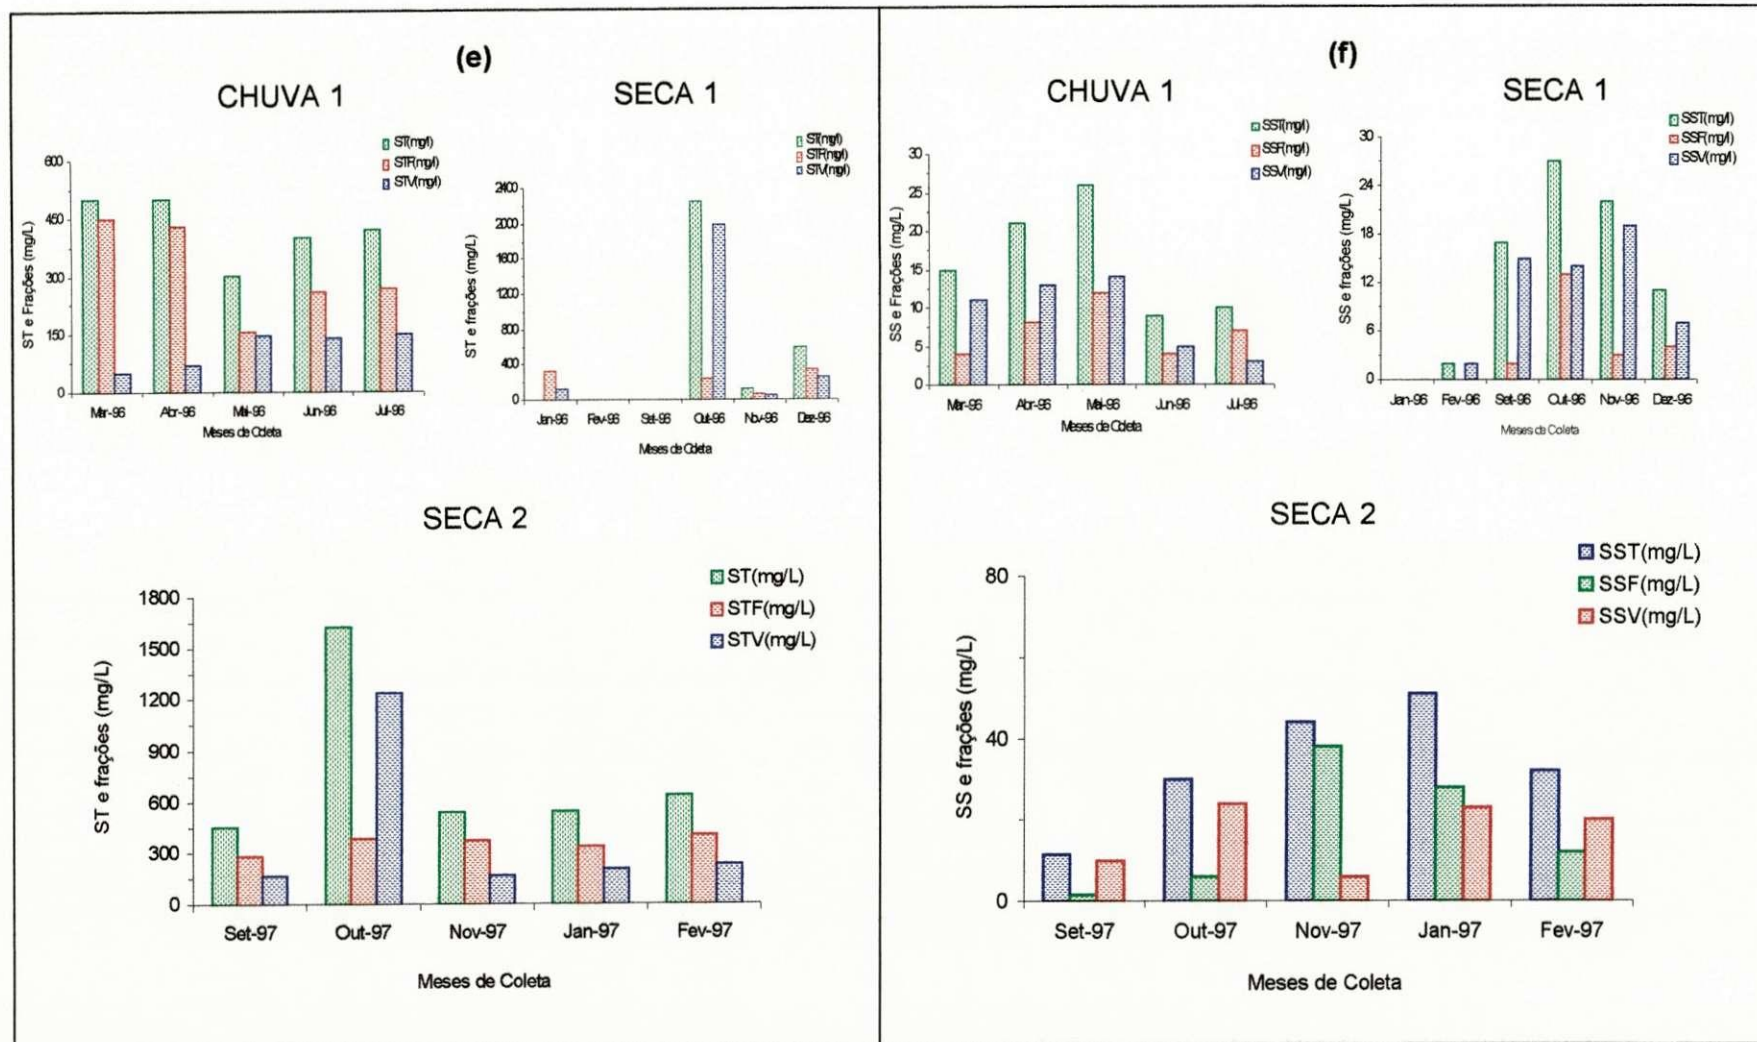 (e)
CHUVA 1
ST(mg/l)
STF(mg/l)
STV(mg/l)
600
450
300
150
0
ST e Frações (mg/L)
Mar-96 Abr-96 Mai-96 Jun-96 Jul-96
Meses de Coleta
SECA 1
ST(mg/l)
STF(mg/l)
STV(mg/l)
2400
2000
1600
1200
800
400
0
ST e frações (mg/L)
Jan-96 Fev-96 Set-96 Out-96 Nov-96 Dez-96
Meses de Coleta
SECA 2
ST(mg/L)
STF(mg/L)
STV(mg/L)
1800
1500
1200
900
600
300
0
ST e frações (mg/L)
Set-97 Out-97 Nov-97 Jan-97 Fev-97
Meses de Coleta
(f)
CHUVA 1
SST(mg/l)
SSF(mg/l)
SSV(mg/l)
30
25
20
15
10
5
0
SS e Frações (mg/L)
Mar-96 Abr-96 Mai-96 Jun-96 Jul-96
Meses de Coleta
SECA 1
SST(mg/l)
SSF(mg/l)
SSV(mg/l)
30
24
18
12
6
0
SS e frações (mg/L)
Jan-96 Fev-96 Set-96 Out-96 Nov-96 Dez-96
Meses de Coleta
SECA 2
SST(mg/L)
SSF(mg/L)
SSV(mg/L)
80
40
0
SS e frações (mg/L)
Set-97 Out-97 Nov-97 Jan-97 Fev-97
Meses de Coleta